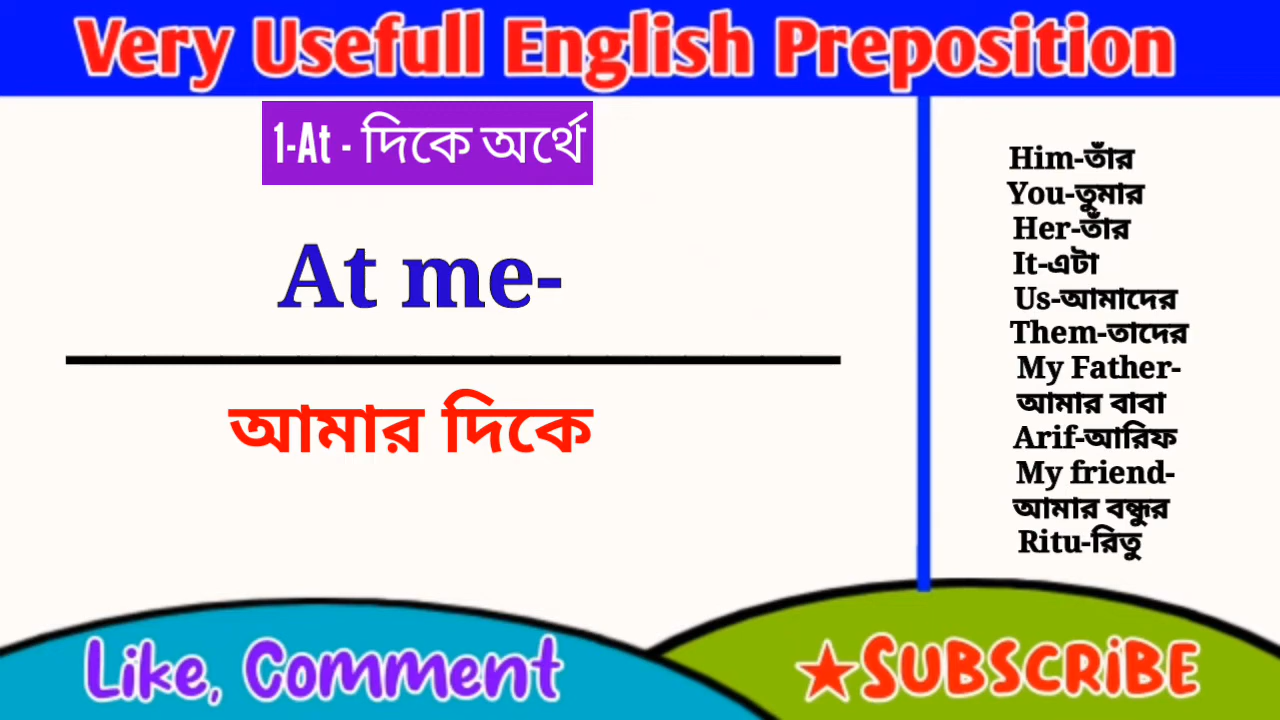 Very Usefull English Preposition
1-At - দিকে অর্থে
At me-
আমার দিকে
Him-তাঁর
You-তুমার
Her-তাঁর
It-এটা
Us-আমাদের
Them-তাদের
My Father-
আমার বাবা
Arif-আরিফ
My friend-
আমার বন্ধুর
Ritu-রিতু
Like, Comment
★SUBSCRiBE